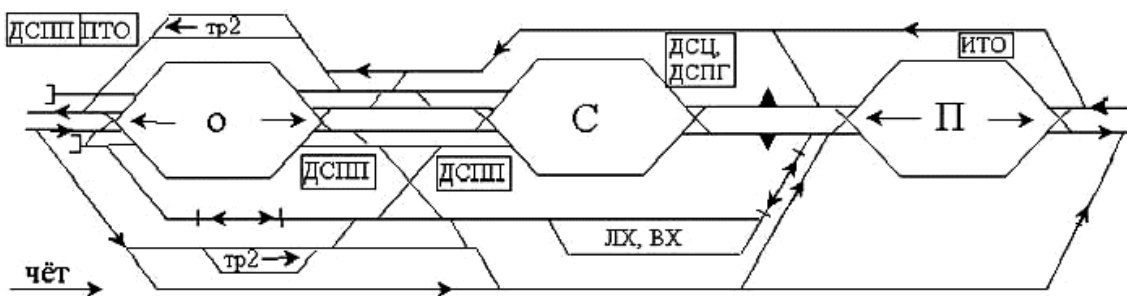 ДСПП ПТО
тр2
ДСЦ,
ДСПГ
ИТО
О
С
П
ДСПП
ДСПП
ЛХ, ВХ
тр2
чёт